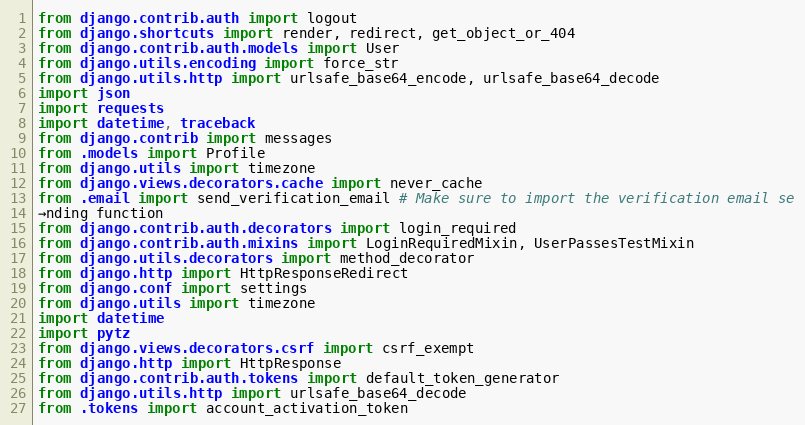 1 from django.contrib.auth import logout
2 from django.shortcuts import render, redirect, get_object_or_404
3 from django.contrib.auth.models import User
4 from django.utils.encoding import force_str
5 from django.utils.http import urlsafe_base64_encode, urlsafe_base64_decode
6 import json
7 import requests
8 import datetime, traceback
9 from django.contrib import messages
10 from .models import Profile
11 from django.utils import timezone
12 from django.views.decorators.cache import never_cache
13 from .email import send_verification_email # Make sure to import the verification email se
14 →nding function
15 from django.contrib.auth.decorators import login_required
16 from django.contrib.auth.mixins import LoginRequiredMixin, UserPassesTestMixin
17 from django.utils.decorators import method_decorator
18 from django.http import HttpResponseRedirect
19 from django.conf import settings
20 from django.utils import timezone
21 import datetime
22 import pytz
23 from django.views.decorators.csrf import csrf_exempt
24 from django.http import HttpResponse
25 from django.contrib.auth.tokens import default_token_generator
26 from django.utils.http import urlsafe_base64_decode
27 from .tokens import account_activation_token